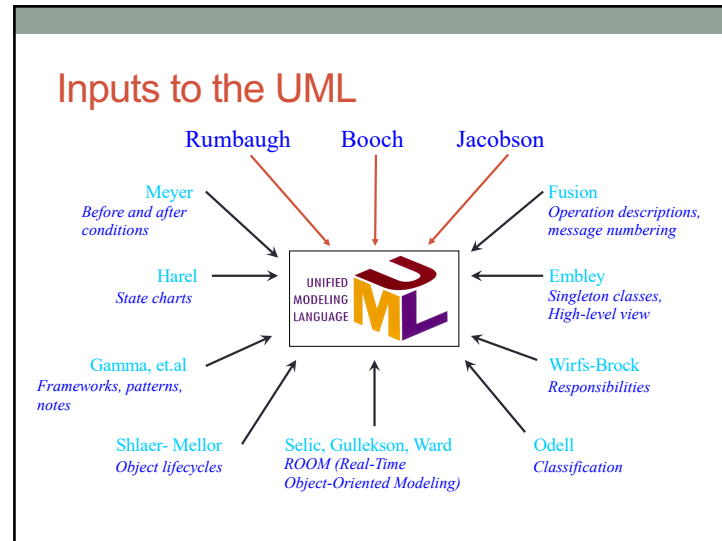 Inputs to the UML
Rumbaugh
Booch
Jacobson
Meyer
Before and after
conditions
Fusion
Operation descriptions,
message numbering
Harel
State charts
UNIFIED
MODELING
LANGUAGE
UML
Embley
Singleton classes,
High-level view
Gamma, et.al
Frameworks, patterns,
notes
Wirfs-Brock
Responsibilities
Shlaer- Mellor
Object lifecycles
Selic, Gullekson, Ward
ROOM (Real-Time
Object-Oriented Modeling)
Odell
Classification